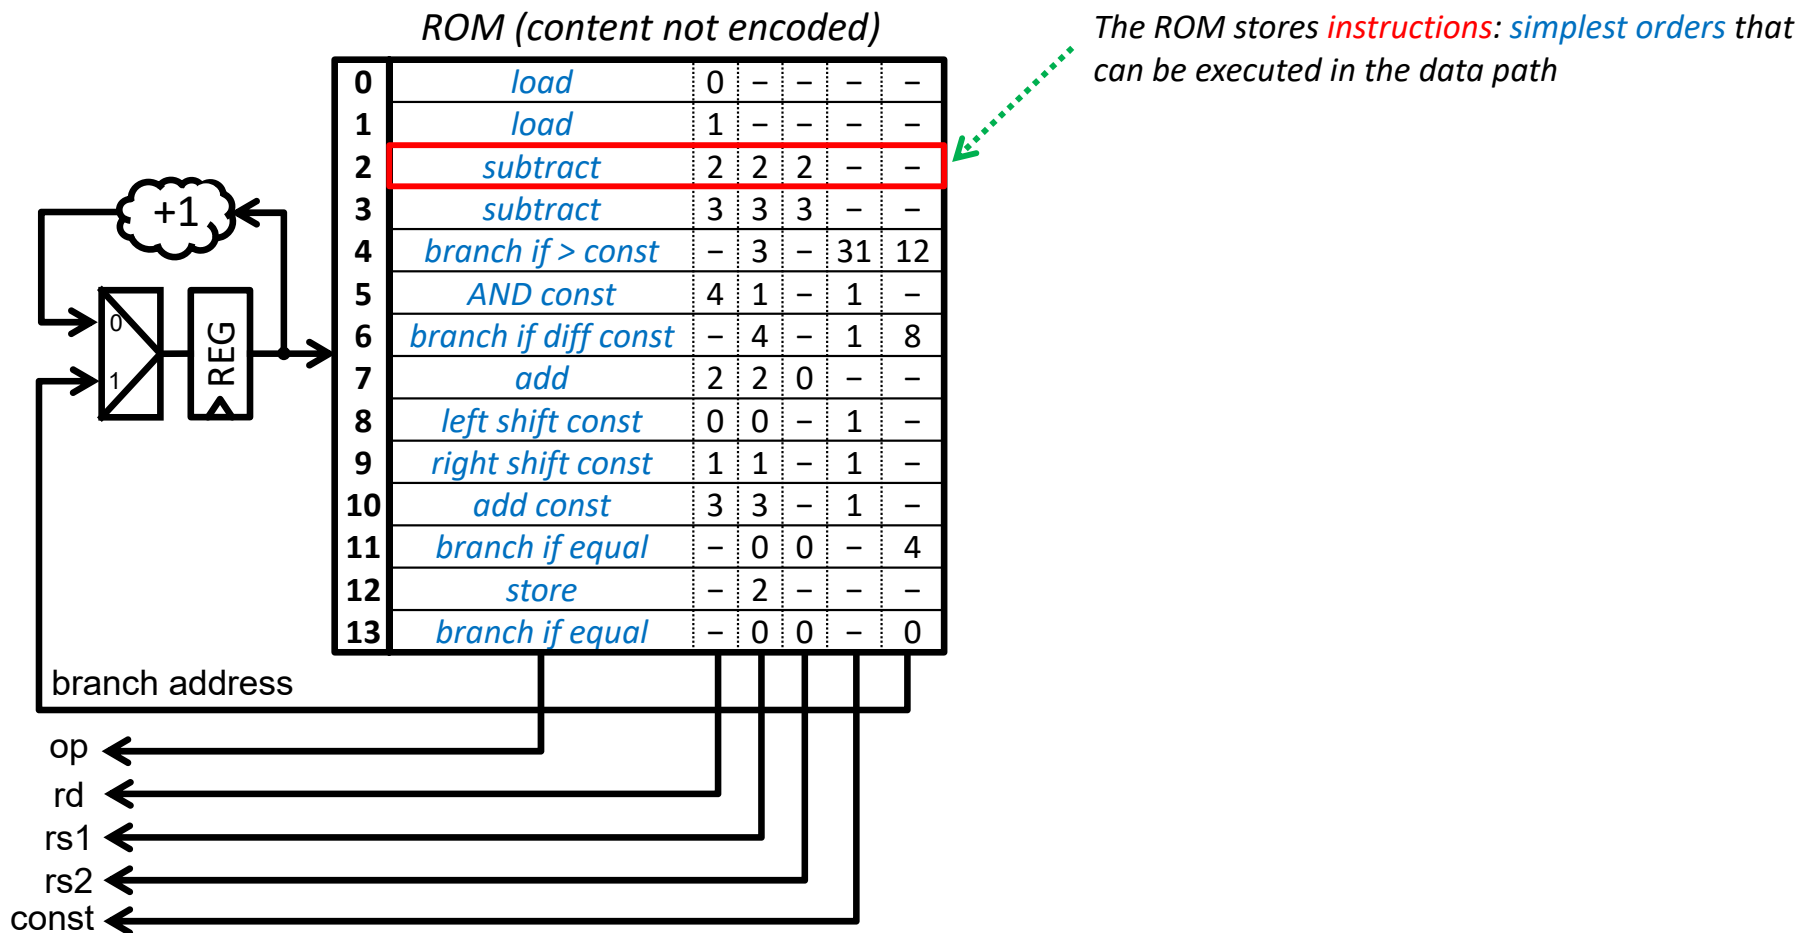 ROM (content not encoded)
The ROM stores instructions: simplest orders that
can be executed in the data path
0 load 0 – – – –
1 load 1 – – – –
2 subtract 2 2 2 – –
3 subtract 3 3 3 – –
4 branch if > const – 3 – 31 12
5 AND const 4 1 – 1 –
6 branch if diff const – 4 – 1 8
7 add 2 2 0 – –
8 left shift const 0 0 – 1 –
9 right shift const 1 1 – 1 –
10 add const 3 3 – 1 –
11 branch if equal – 0 0 – 4
12 store – 2 – – –
13 branch if equal – 0 0 – 0
+1
0
1
REG
branch address
op
rd
rs1
rs2
const